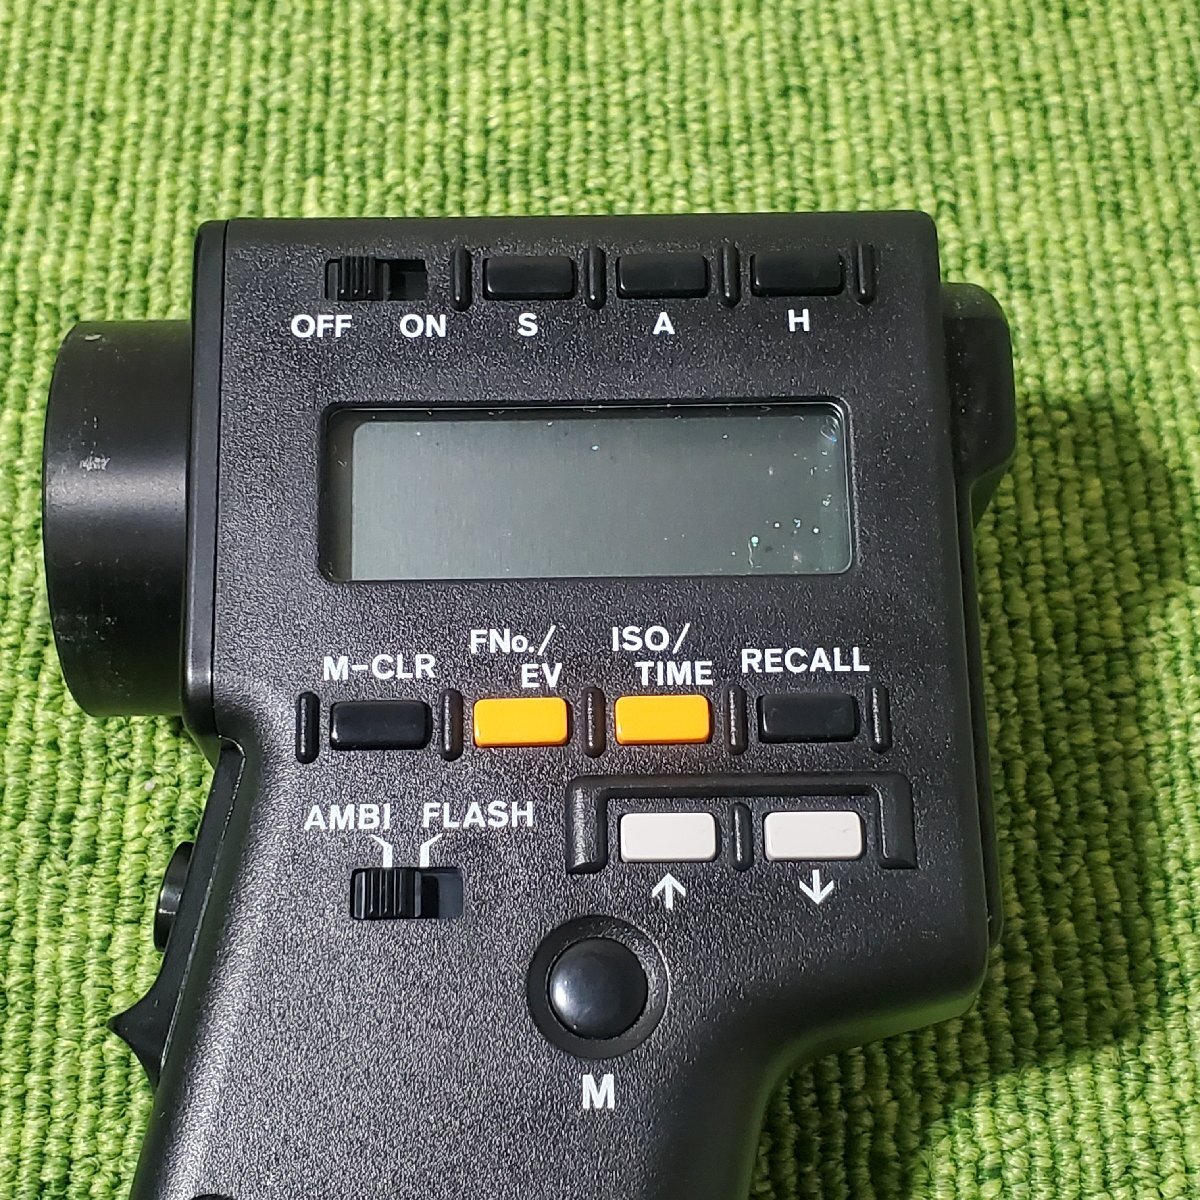 OFF ON S A H
M-CLR FNo./EV ISO/TIME RECALL
AMBI FLASH
↑ ↓
M